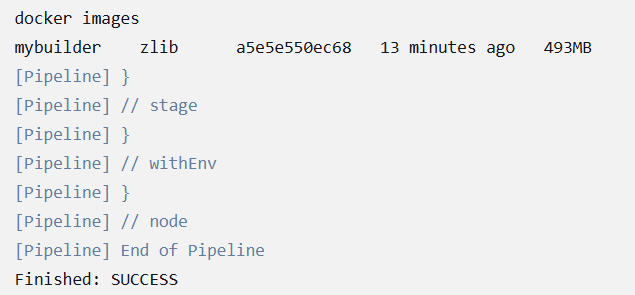 docker images
mybuilder    zlib      a5e5e550ec68   13 minutes ago   493MB
[Pipeline] }
[Pipeline] // stage
[Pipeline] }
[Pipeline] // withEnv
[Pipeline] }
[Pipeline] // node
[Pipeline] End of Pipeline
Finished: SUCCESS